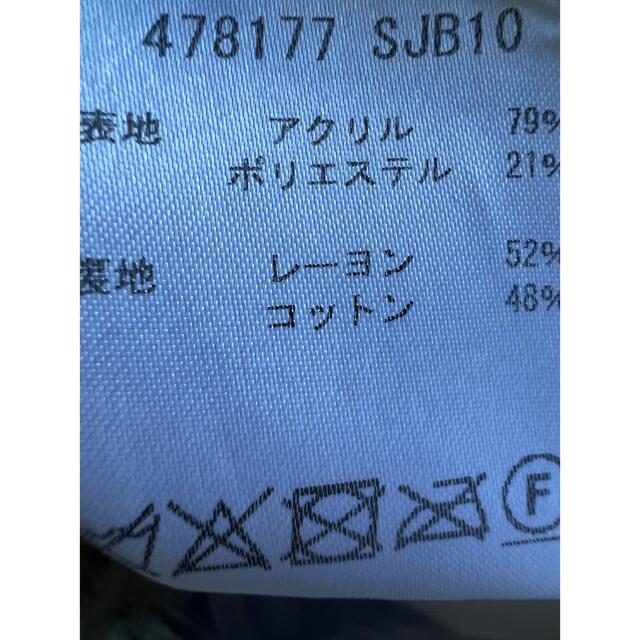 478177 SJB10
表地 アクリル 79%
ポリエステル 21%
裏地 レーヨン 52%
コットン 48%
F